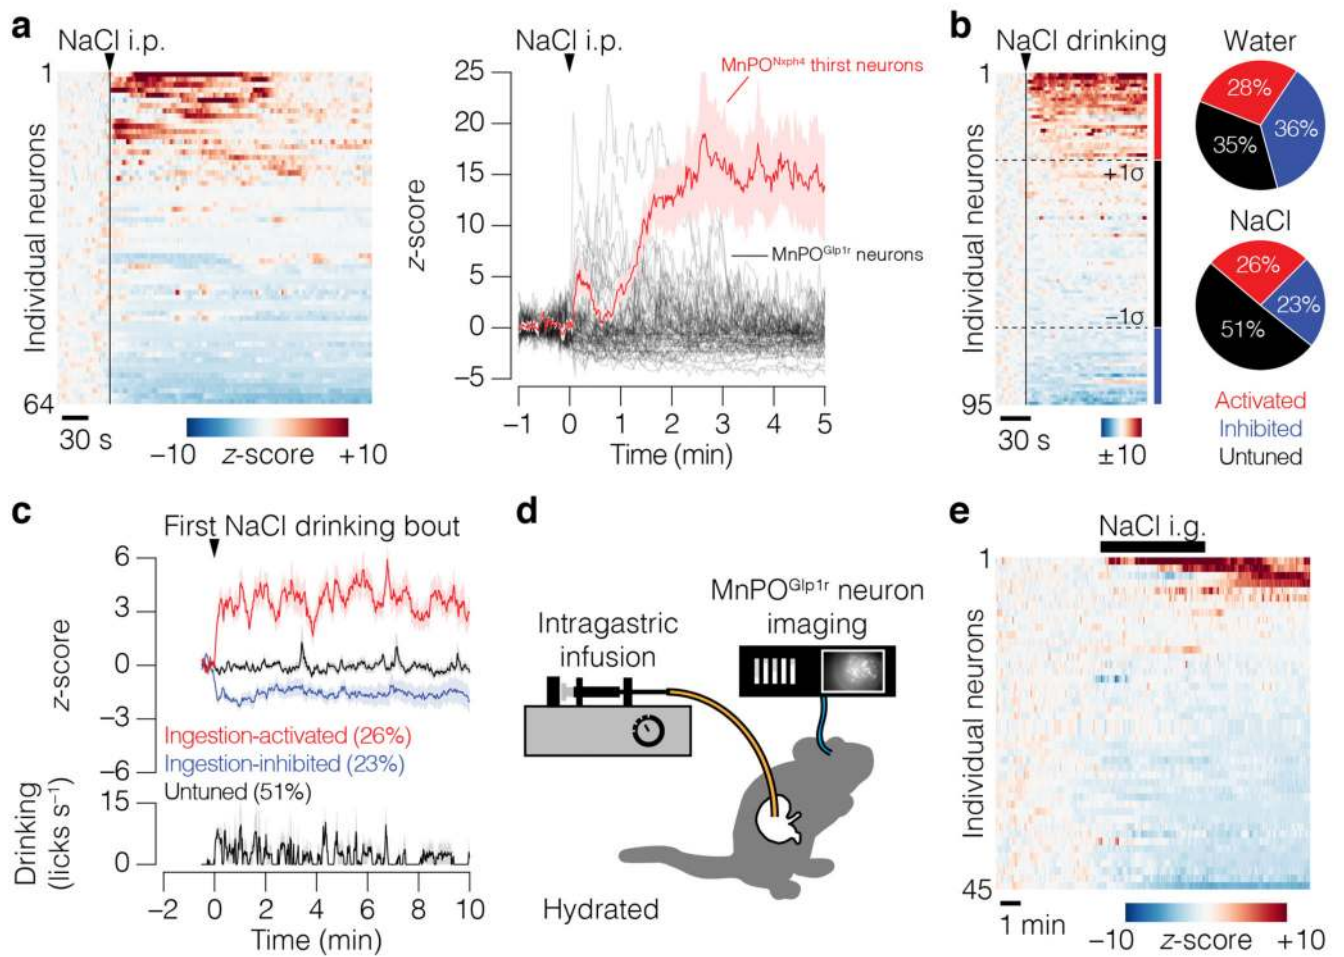 a
NaCl i.p.
1
Individual neurons
64
30 s
−10 z-score +10
NaCl i.p.
MnPO^Nxph4 thirst neurons
MnPO^Glp1r neurons
z-score
25
20
15
10
5
0
−5
−1 0 1 2 3 4 5
Time (min)
b
NaCl drinking
1
Individual neurons
95
+1σ
−1σ
30 s
±10
Water
28%
36%
35%
NaCl
26%
23%
51%
Activated
Inhibited
Untuned
c
First NaCl drinking bout
z-score
6
3
0
−3
−6
Ingestion-activated (26%)
Ingestion-inhibited (23%)
Untuned (51%)
Drinking
(licks s⁻¹)
15
0
−2 0 2 4 6 8 10
Time (min)
d
Intragastric
infusion
MnPO^Glp1r neuron
imaging
Hydrated
e
NaCl i.g.
1
Individual neurons
45
1 min
−10 z-score +10